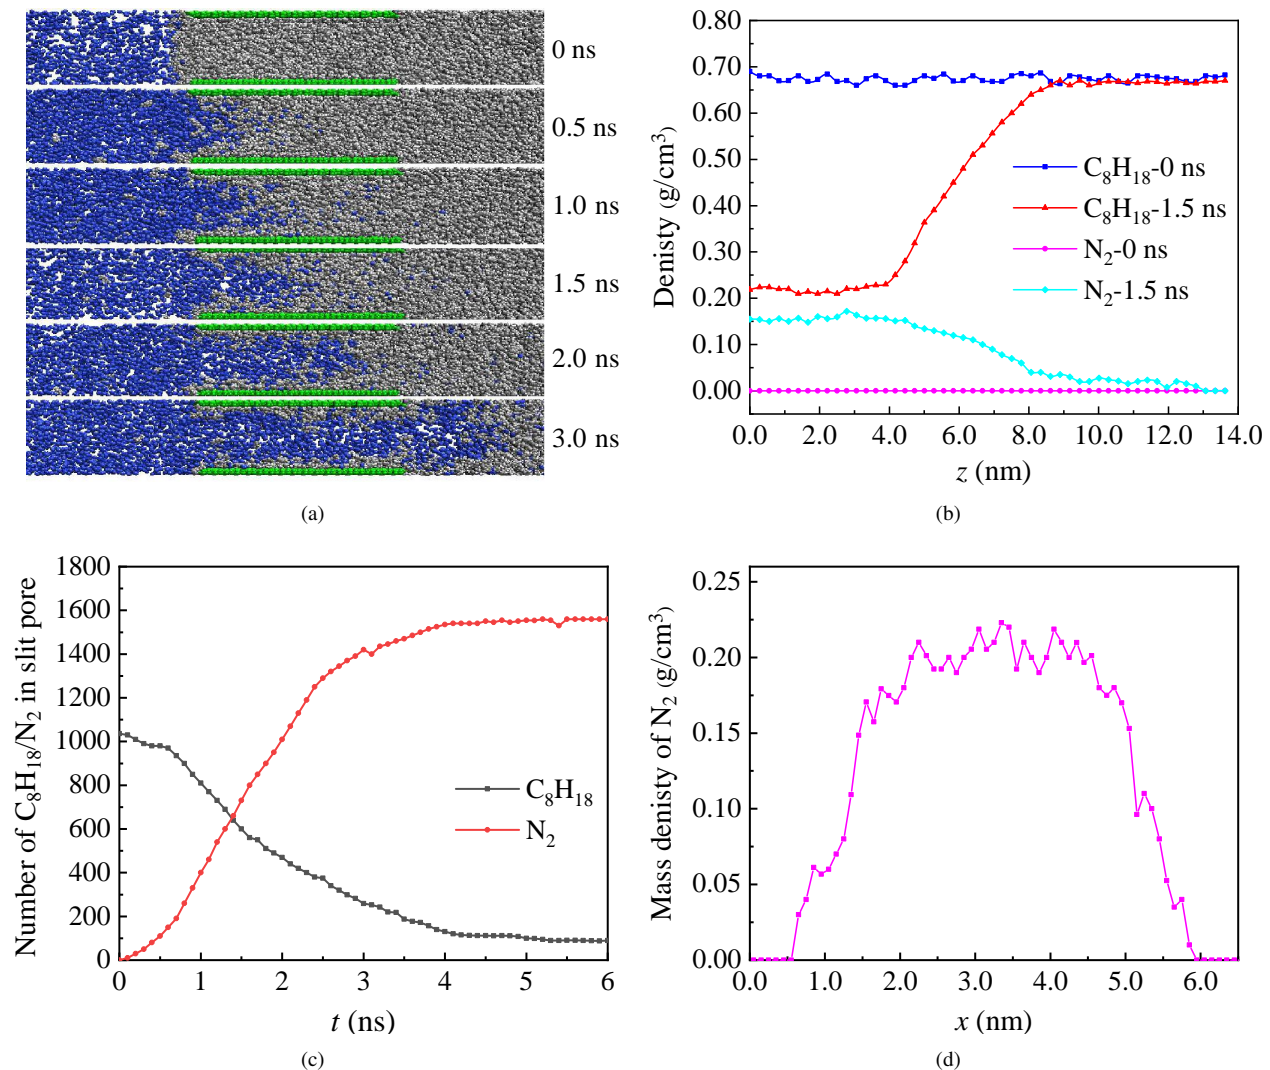 0 ns
0.5 ns
1.0 ns
1.5 ns
2.0 ns
3.0 ns
(a)
0.80
0.70
0.60
0.50
0.40
0.30
0.20
0.10
0.00
Denisty (g/cm³)
C₈H₁₈-0 ns
C₈H₁₈-1.5 ns
N₂-0 ns
N₂-1.5 ns
0.0 2.0 4.0 6.0 8.0 10.0 12.0 14.0
z (nm)
(b)
1800
1600
1400
1200
1000
800
600
400
200
0
Number of C₈H₁₈/N₂ in slit pore
C₈H₁₈
N₂
0 1 2 3 4 5 6
t (ns)
(c)
0.25
0.20
0.15
0.10
0.05
0.00
Mass denisty of N₂ (g/cm³)
1.0 2.0 3.0 4.0 5.0 6.0
x (nm)
(d)